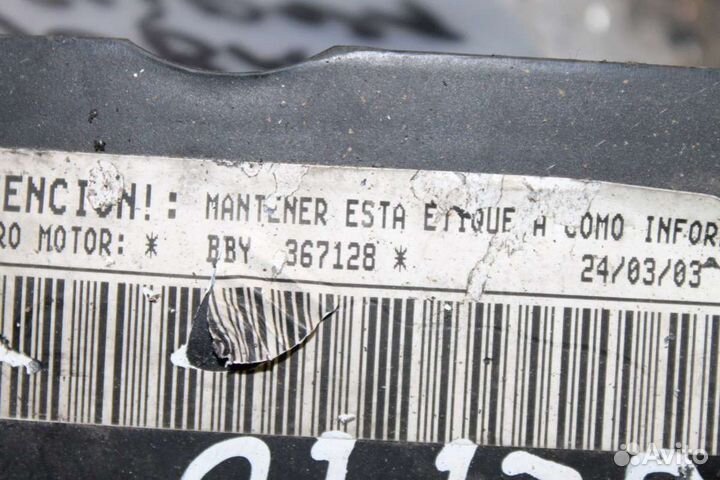 ENCION!: MANTENER ESTA ETIQUE A COMO INFOR
RO MOTOR: * BBY 367128 * 24/03/03
Avito